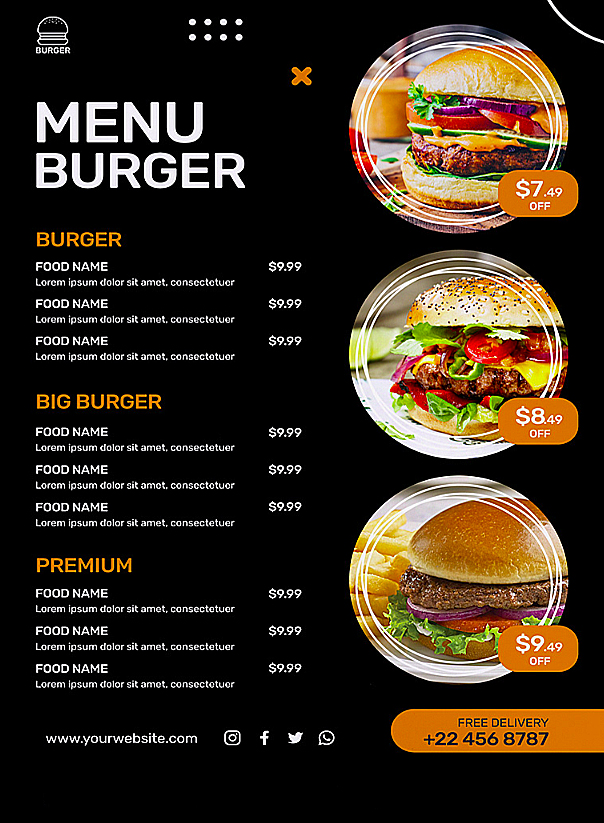 BURGER
MENU
BURGER
BURGER
FOOD NAME $9.99
Lorem ipsum dolor sit amet, consectetuer
FOOD NAME $9.99
Lorem ipsum dolor sit amet, consectetuer
FOOD NAME $9.99
Lorem ipsum dolor sit amet, consectetuer
BIG BURGER
FOOD NAME $9.99
Lorem ipsum dolor sit amet, consectetuer
FOOD NAME $9.99
Lorem ipsum dolor sit amet, consectetuer
FOOD NAME $9.99
Lorem ipsum dolor sit amet, consectetuer
PREMIUM
FOOD NAME $9.99
Lorem ipsum dolor sit amet, consectetuer
FOOD NAME $9.99
Lorem ipsum dolor sit amet, consectetuer
FOOD NAME $9.99
Lorem ipsum dolor sit amet, consectetuer
$7.49
OFF
$8.49
OFF
$9.49
OFF
www.yourwebsite.com
FREE DELIVERY
+22 456 8787